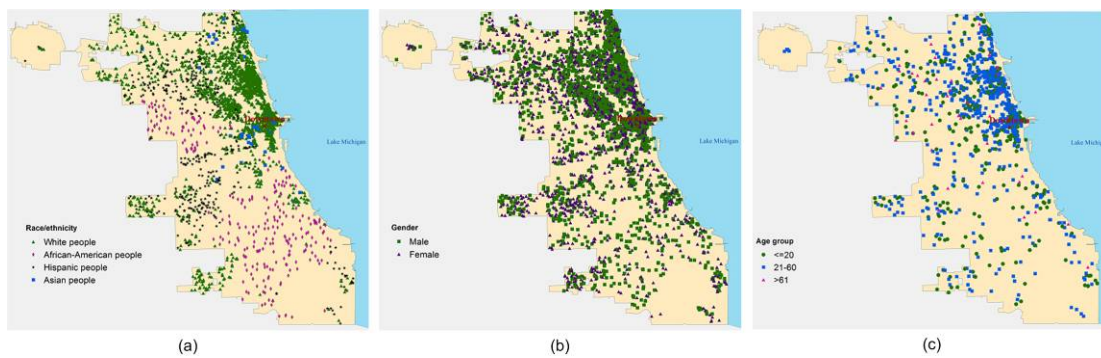 Lake Michigan
Race/ethnicity
White people
African-American people
Hispanic people
Asian people
(a)
Lake Michigan
Gender
Male
Female
(b)
Lake Michigan
Age group
<=20
21-60
>61
(c)